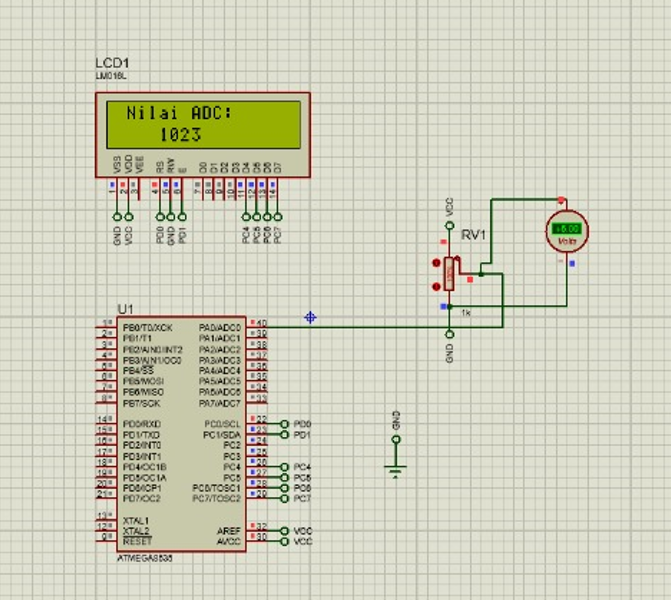 LCD1
LM016L
Nilai ADC:
1023
VSS VDD VEE RS RW E D0 D1 D2 D3 D4 D5 D6 D7
1 2 3 4 5 6 7 8 9 10 11 12 13 14
GND VCC PD0 GND PD1 PC4 PC5 PC6 PC7
VCC
RV1
+5.00
Volts
1k
GND
U1
1 PB0/T0/XCK PA0/ADC0 40
2 PB1/T1 PA1/ADC1 39
3 PB2/AIN0/INT2 PA2/ADC2 38
4 PB3/AIN1/OC0 PA3/ADC3 37
5 PB4/SS PA4/ADC4 36
6 PB5/MOSI PA5/ADC5 35
7 PB6/MISO PA6/ADC6 34
8 PB7/SCK PA7/ADC7 33
14 PD0/RXD PC0/SCL 22 PD0
15 PD1/TXD PC1/SDA 23 PD1
16 PD2/INT0 PC2 24
17 PD3/INT1 PC3 25
18 PD4/OC1B PC4 26 PC4
19 PD5/OC1A PC5 27 PC5
20 PD6/ICP1 PC6/TOSC1 28 PC6
21 PD7/OC2 PC7/TOSC2 29 PC7
13 XTAL1
12 XTAL2 AREF 32 VCC
9 RESET AVCC 30 VCC
ATMEGA8535
GND